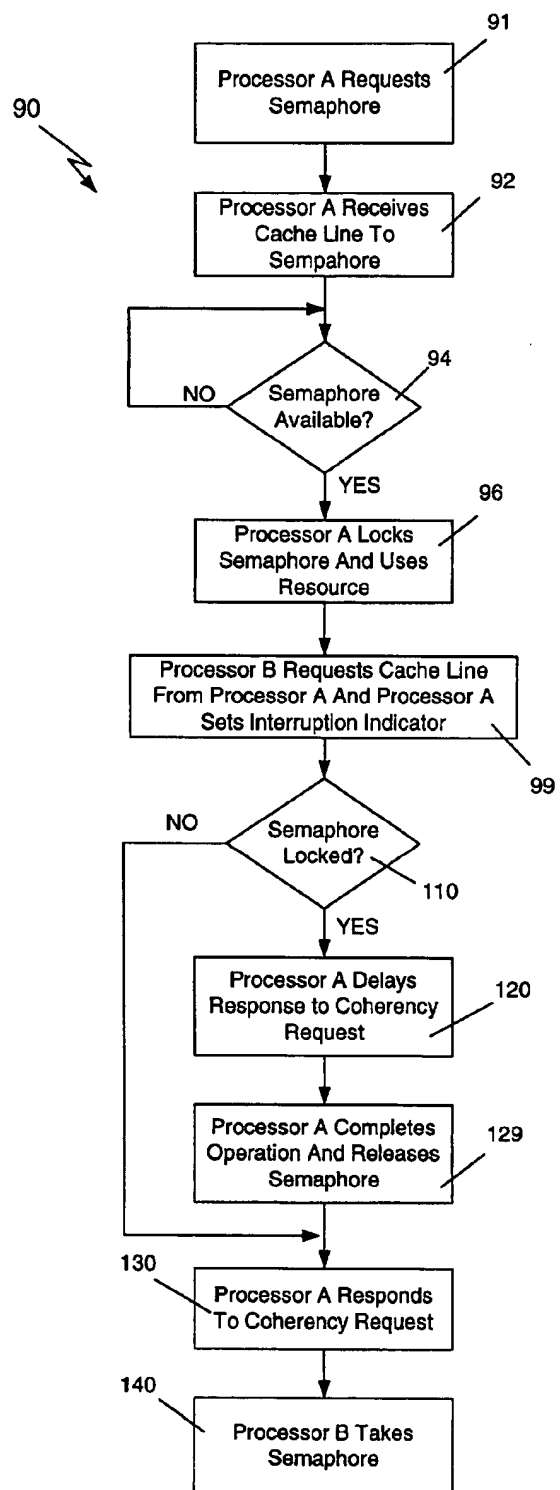 91
Processor A Requests
Semaphore
90
92
Processor A Receives
Cache Line To
Sempahore
94
NO
Semaphore
Available?
YES
96
Processor A Locks
Semaphore And Uses
Resource
Processor B Requests Cache Line
From Processor A And Processor A
Sets Interruption Indicator
99
NO
Semaphore
Locked?
110
YES
Processor A Delays
Response to Coherency
Request
120
Processor A Completes
Operation And Releases
Semaphore
129
130
Processor A Responds
To Coherency Request
140
Processor B Takes
Semaphore